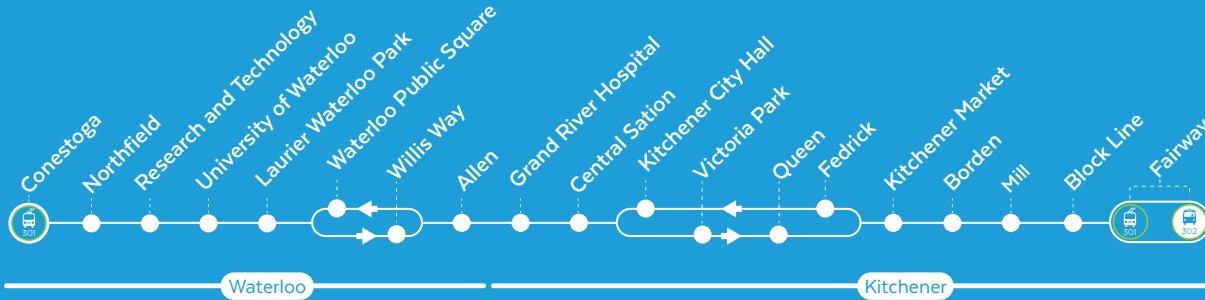 Conestoga
Northfield
Research and Technology
University of Waterloo
Laurier Waterloo Park
Waterloo Public Square
Willis Way
Allen
Grand River Hospital
Central Sation
Kitchener City Hall
Victoria Park
Queen
Fedrick
Kitchener Market
Borden
Mill
Block Line
Fairway
301
301
302
Waterloo
Kitchener